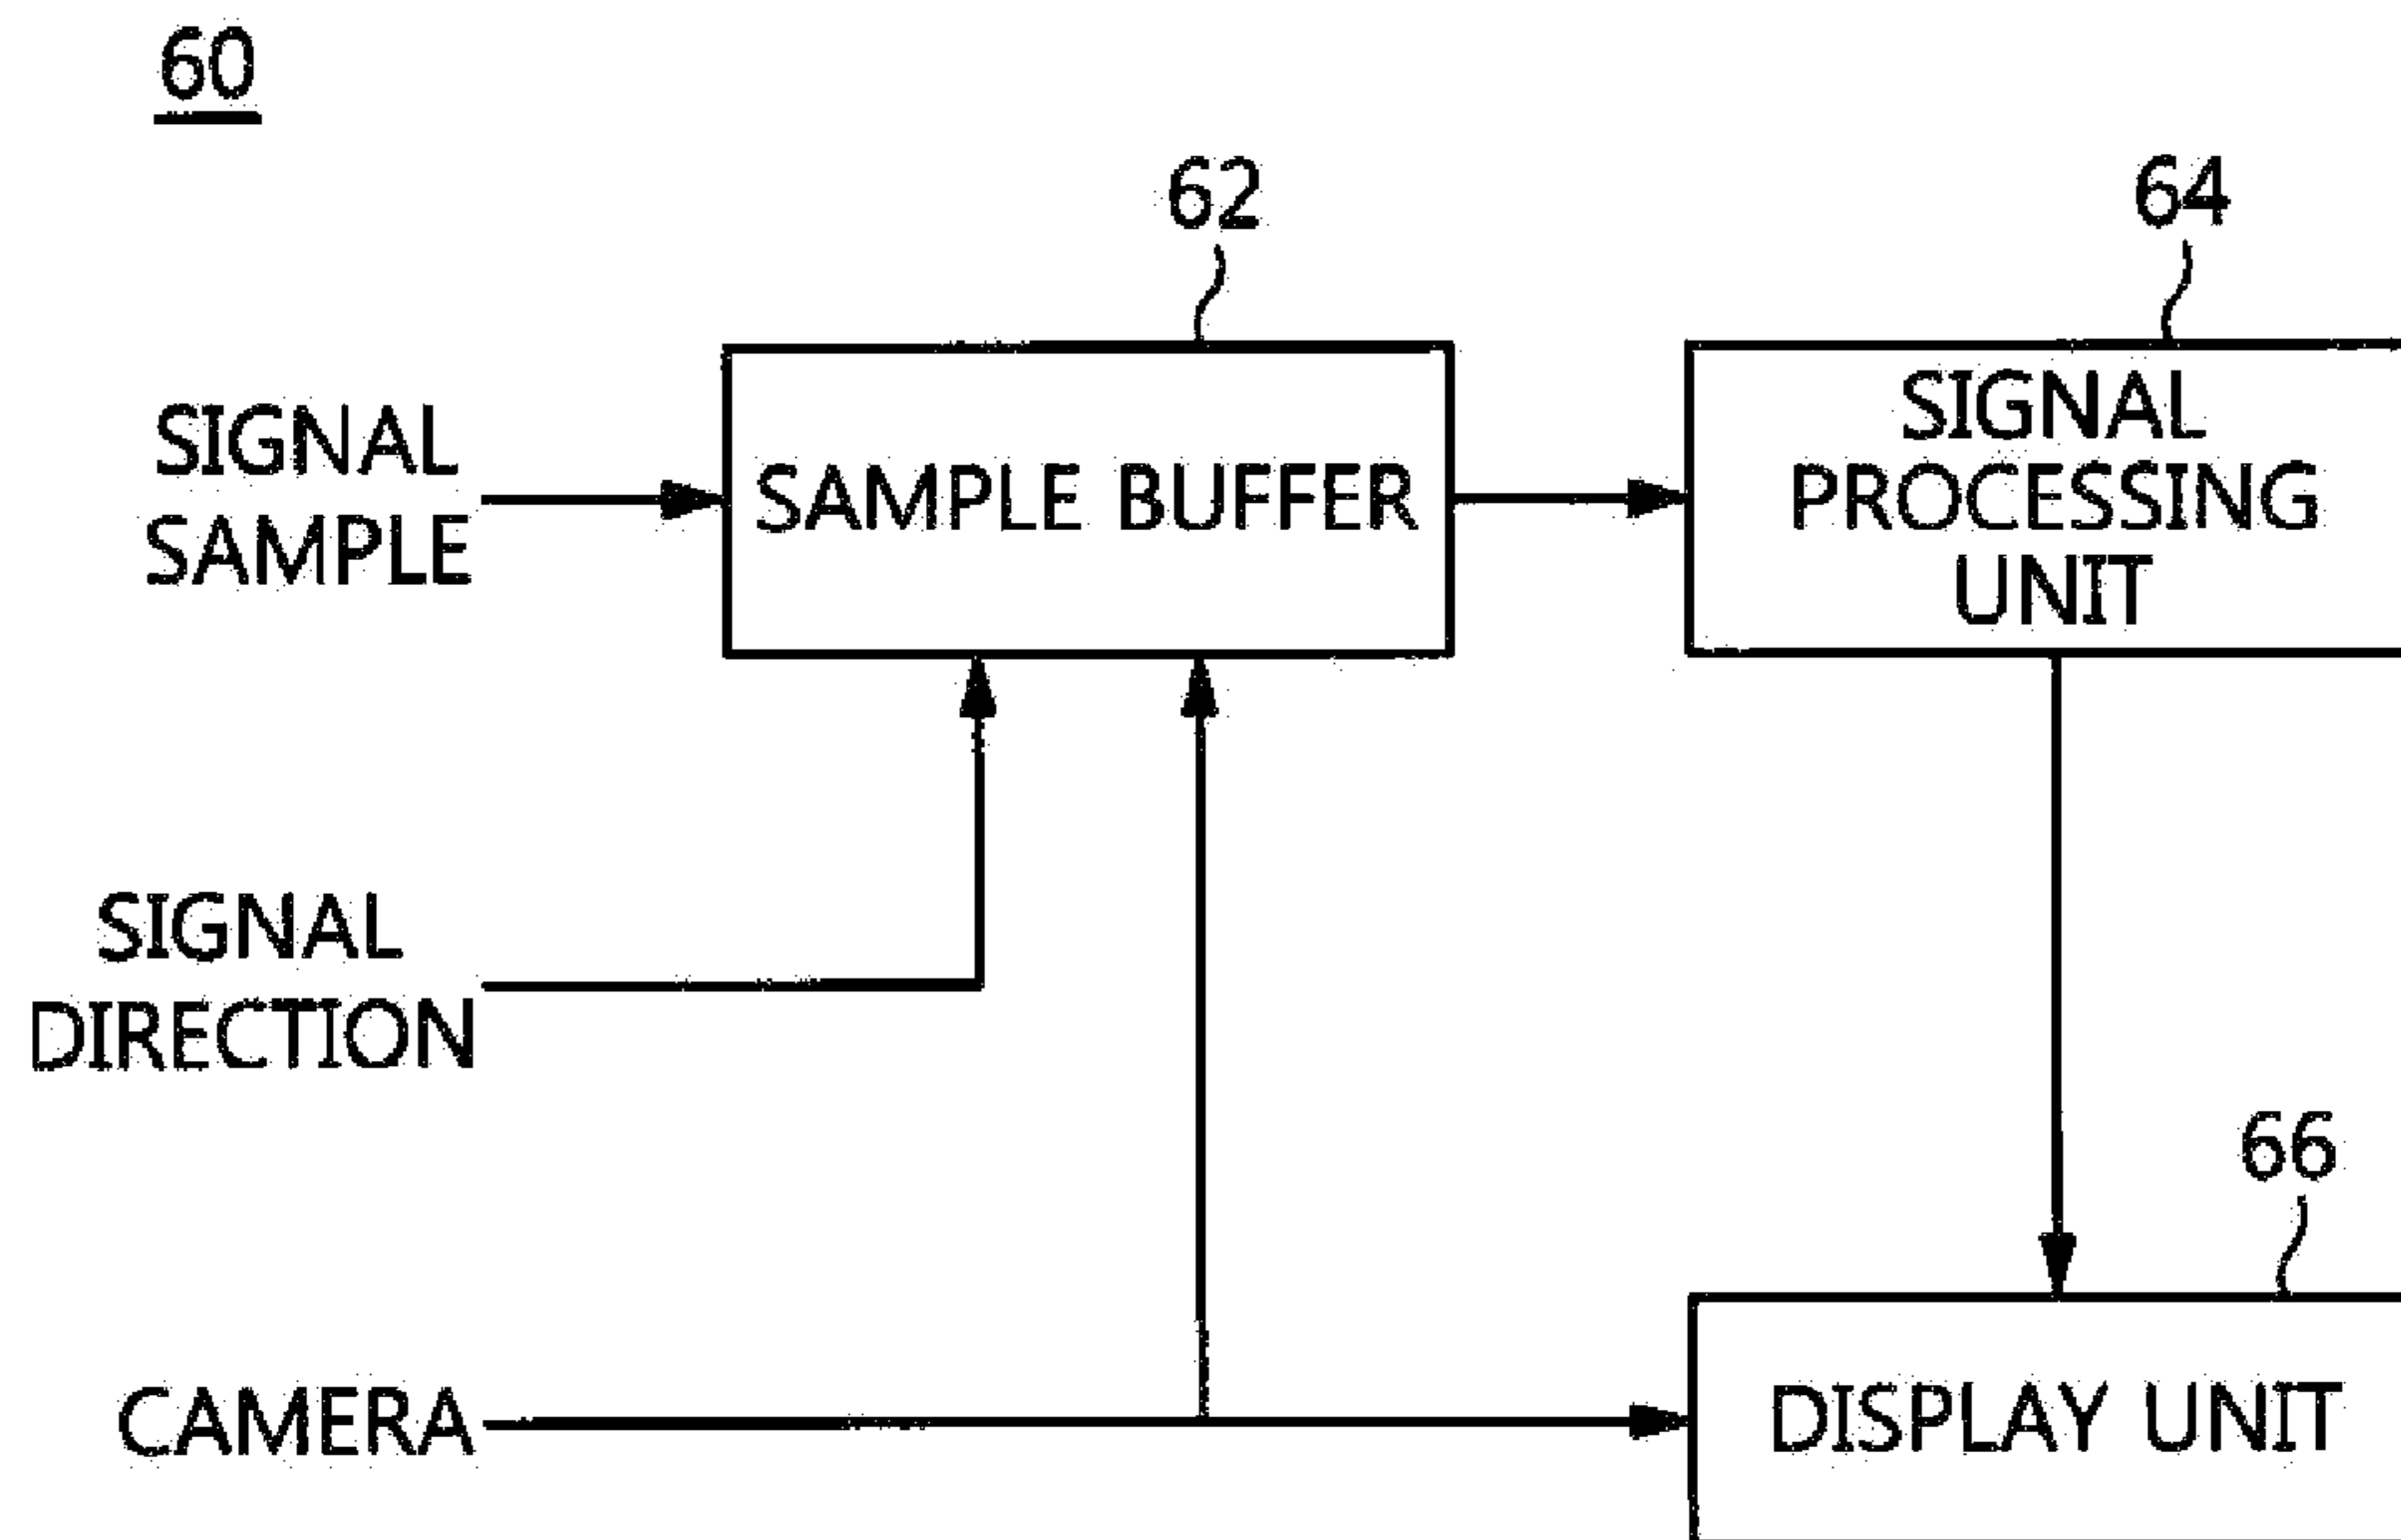 60
62
64
SIGNAL
SAMPLE
SAMPLE BUFFER
SIGNAL
PROCESSING
UNIT
SIGNAL
DIRECTION
66
CAMERA
DISPLAY UNIT